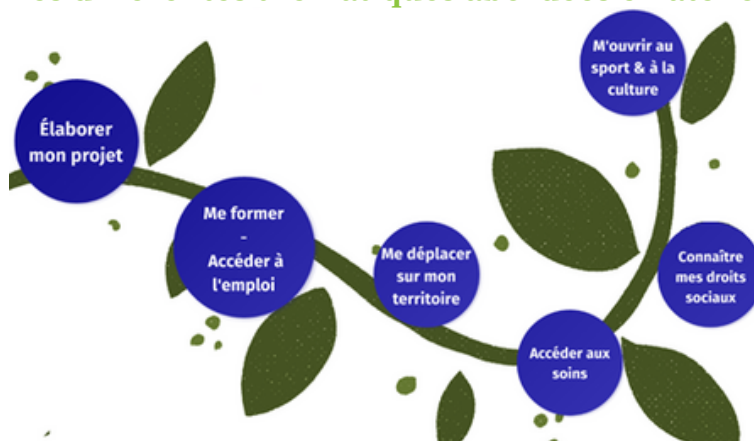 Élaborer
mon projet
Me former
-
Accéder à
l'emploi
Me déplacer
sur mon
territoire
Accéder aux
soins
Connaître
mes droits
sociaux
M'ouvrir au
sport & à la
culture